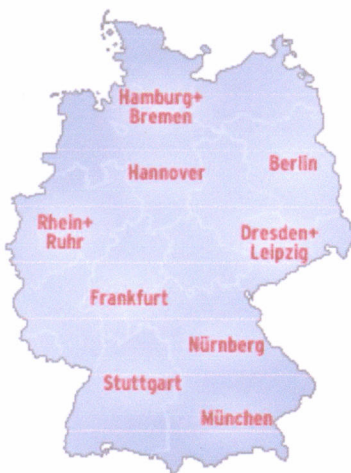 Hamburg+
Bremen
Berlin
Hannover
Rhein+
Ruhr
Dresden+
Leipzig
Frankfurt
Nürnberg
Stuttgart
München